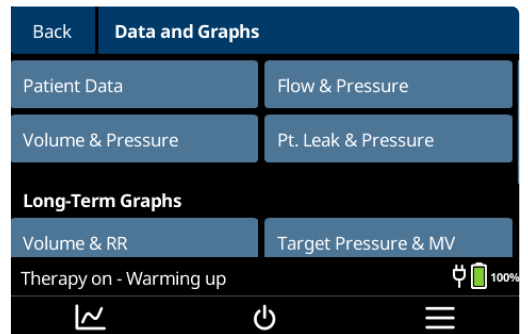 Back Data and Graphs
Patient Data Flow & Pressure
Volume & Pressure Pt. Leak & Pressure
Long-Term Graphs
Volume & RR Target Pressure & MV
Therapy on - Warming up 100%